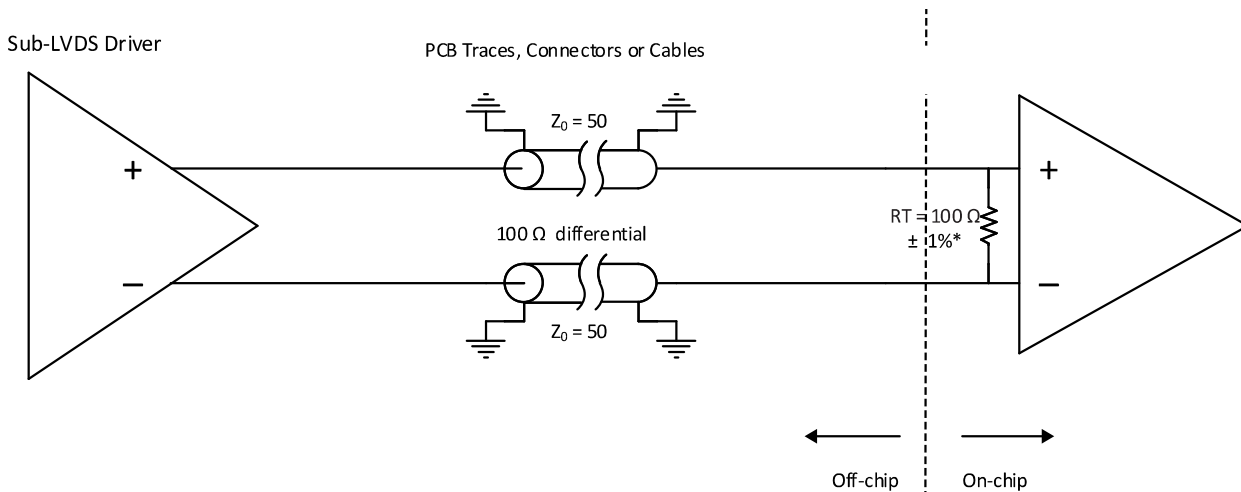 Sub-LVDS Driver
PCB Traces, Connectors or Cables
Z₀ = 50
+
+
RT = 100 Ω
± 1%*
100 Ω differential
−
−
Z₀ = 50
Off-chip
On-chip